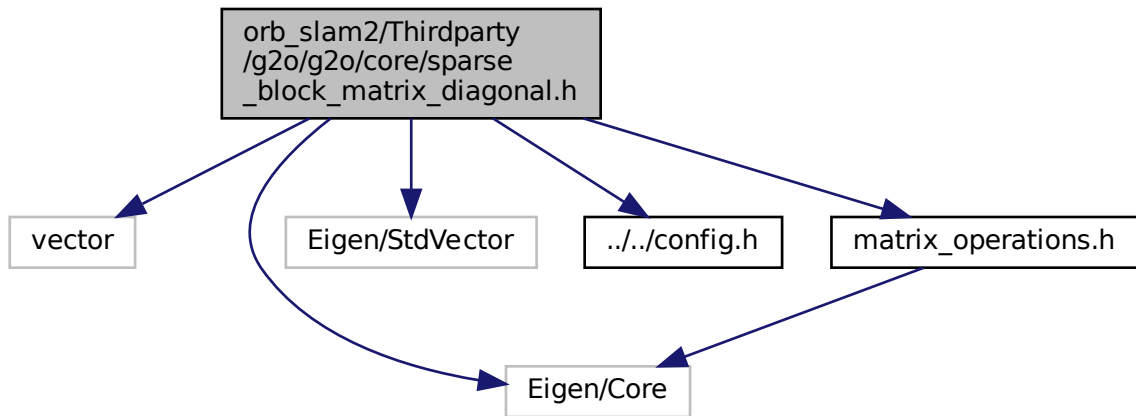 orb_slam2/Thirdparty
/g2o/g2o/core/sparse
_block_matrix_diagonal.h
vector
Eigen/StdVector
../../config.h
matrix_operations.h
Eigen/Core